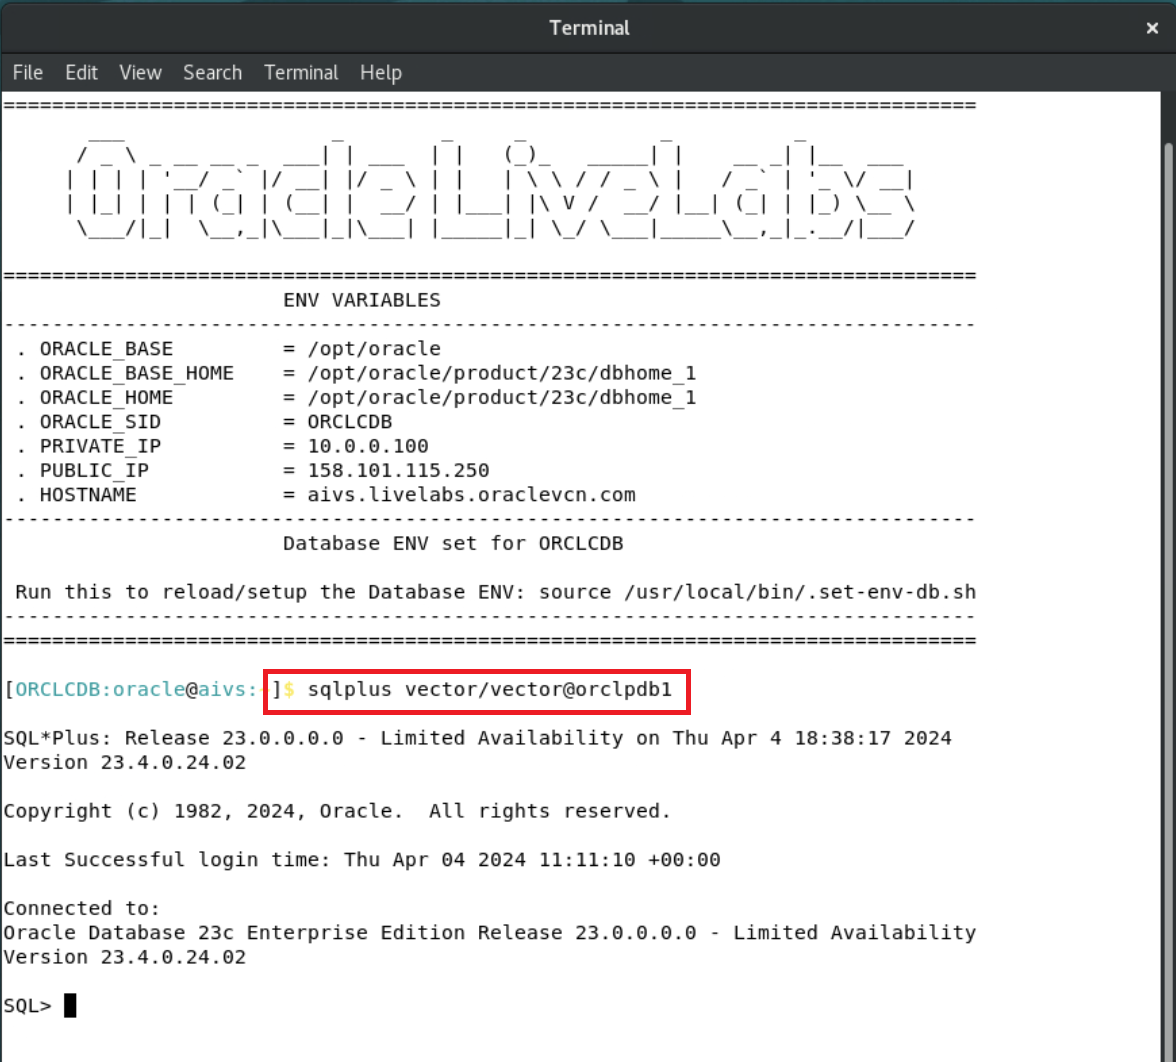 Terminal ×
File Edit View Search Terminal Help
================================================================================
Oracle LiveLabs
================================================================================
ENV VARIABLES
--------------------------------------------------------------------------------
. ORACLE_BASE = /opt/oracle
. ORACLE_BASE_HOME = /opt/oracle/product/23c/dbhome_1
. ORACLE_HOME = /opt/oracle/product/23c/dbhome_1
. ORACLE_SID = ORCLCDB
. PRIVATE_IP = 10.0.0.100
. PUBLIC_IP = 158.101.115.250
. HOSTNAME = aivs.livelabs.oraclevcn.com
--------------------------------------------------------------------------------
Database ENV set for ORCLCDB
Run this to reload/setup the Database ENV: source /usr/local/bin/.set-env-db.sh
--------------------------------------------------------------------------------
================================================================================
[ORCLCDB:oracle@aivs:~]$ sqlplus vector/vector@orclpdb1
SQL*Plus: Release 23.0.0.0.0 - Limited Availability on Thu Apr 4 18:38:17 2024
Version 23.4.0.24.02
Copyright (c) 1982, 2024, Oracle.  All rights reserved.
Last Successful login time: Thu Apr 04 2024 11:11:10 +00:00
Connected to:
Oracle Database 23c Enterprise Edition Release 23.0.0.0.0 - Limited Availability
Version 23.4.0.24.02
SQL>